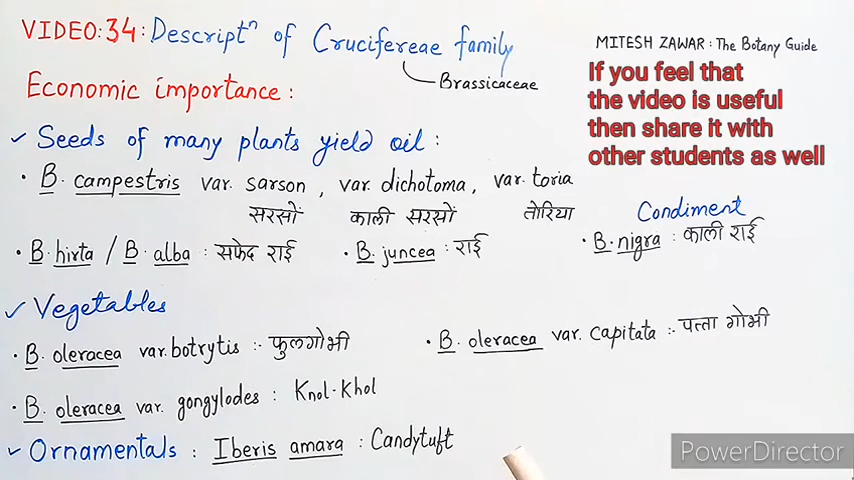 VIDEO:34: Descriptⁿ of Cruciferae family
MITESH ZAWAR : The Botany Guide
Brassicaceae
If you feel that
the video is useful
then share it with
other students as well
Economic importance :
✓ Seeds of many plants yield oil :
• B. campestris var. sarson , var. dichotoma , var. toria
सरसों काली सरसों तोरिया
Condiment
• B. hirta / B. alba : सफेद राई • B. juncea : राई • B. nigra : काली राई
✓ Vegetables
• B. oleracea var. botrytis :- फुलगोभी • B. oleracea var. capitata :- पत्ता गोभी
• B. oleracea var. gongylodes : Knol-Khol
✓ Ornamentals : Iberis amara : Candytuft
PowerDirector